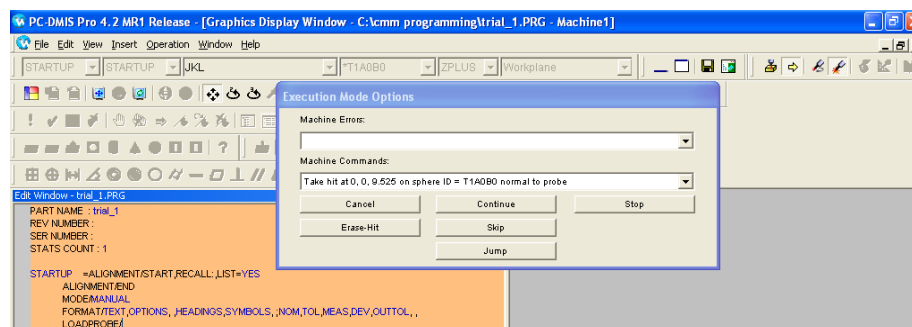 PC-DMIS Pro 4.2 MR1 Release - [Graphics Display Window - C:\cmm programming\trial_1.PRG - Machine1]
File Edit View Insert Operation Window Help
STARTUP STARTUP JKL *T1A0B0 ZPLUS Workplane
Execution Mode Options
Machine Errors:
Machine Commands:
Take hit at 0, 0, 9.525 on sphere ID = T1A0B0 normal to probe
Cancel Continue Stop
Erase-Hit Skip
Jump
Edit Window - trial_1.PRG
PART NAME : trial_1
REV NUMBER :
SER NUMBER :
STATS COUNT : 1
STARTUP =ALIGNMENT/START,RECALL:,LIST=YES
ALIGNMENT/END
MODE/MANUAL
FORMAT/TEXT,OPTIONS, ,HEADINGS,SYMBOLS, ;NOM,TOL,MEAS,DEV,OUTTOL, ,
LOADPROBE/